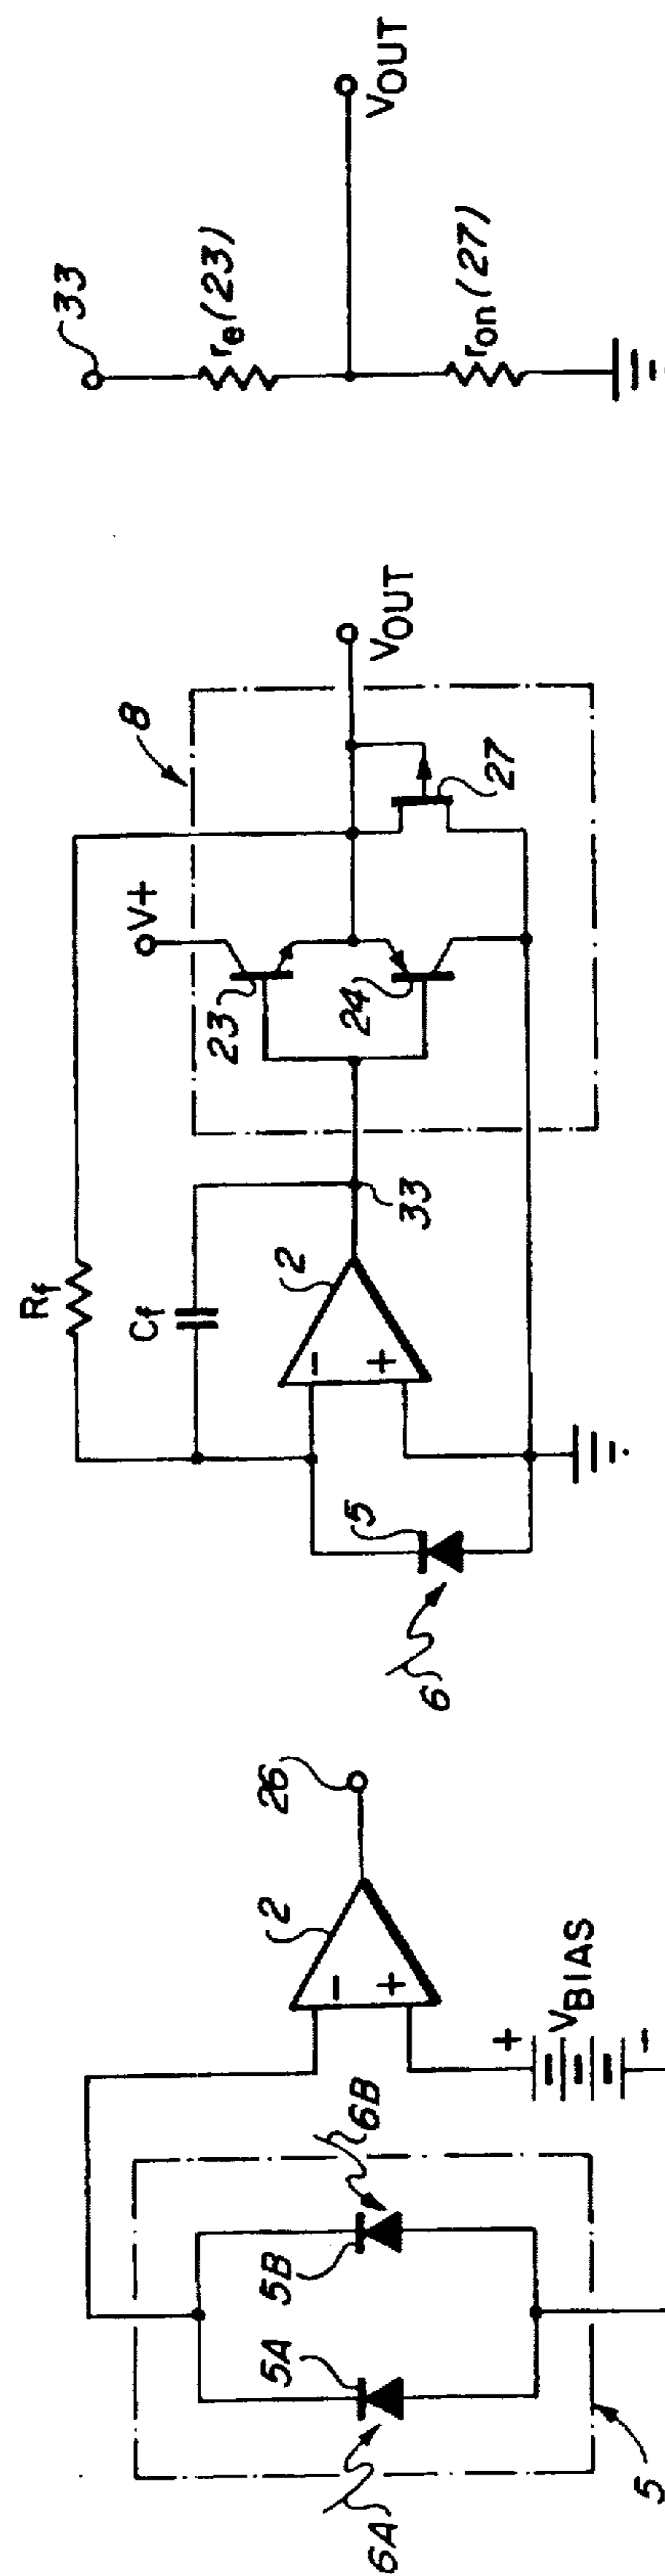 6A
5A
5B
6B
5
2
−
+
26
+
VBIAS
−
Rf
Cf
6
5
2
−
+
33
8
V+
23
24
27
VOUT
33
re(23)
ron(27)
VOUT